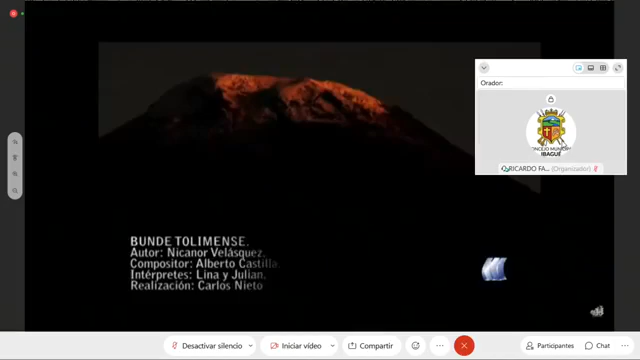 Orador:
CONCEJO MUNICIPAL
IBAGUÉ
RICARDO FA... (Organizador)
BUNDE TOLIMENSE.
Autor: Nicanor Velásquez.
Compositor: Alberto Castilla.
Intérpretes: Lina y Julian.
Realización: Carlos Nieto
Desactivar silencio
Iniciar vídeo
Compartir
Participantes
Chat